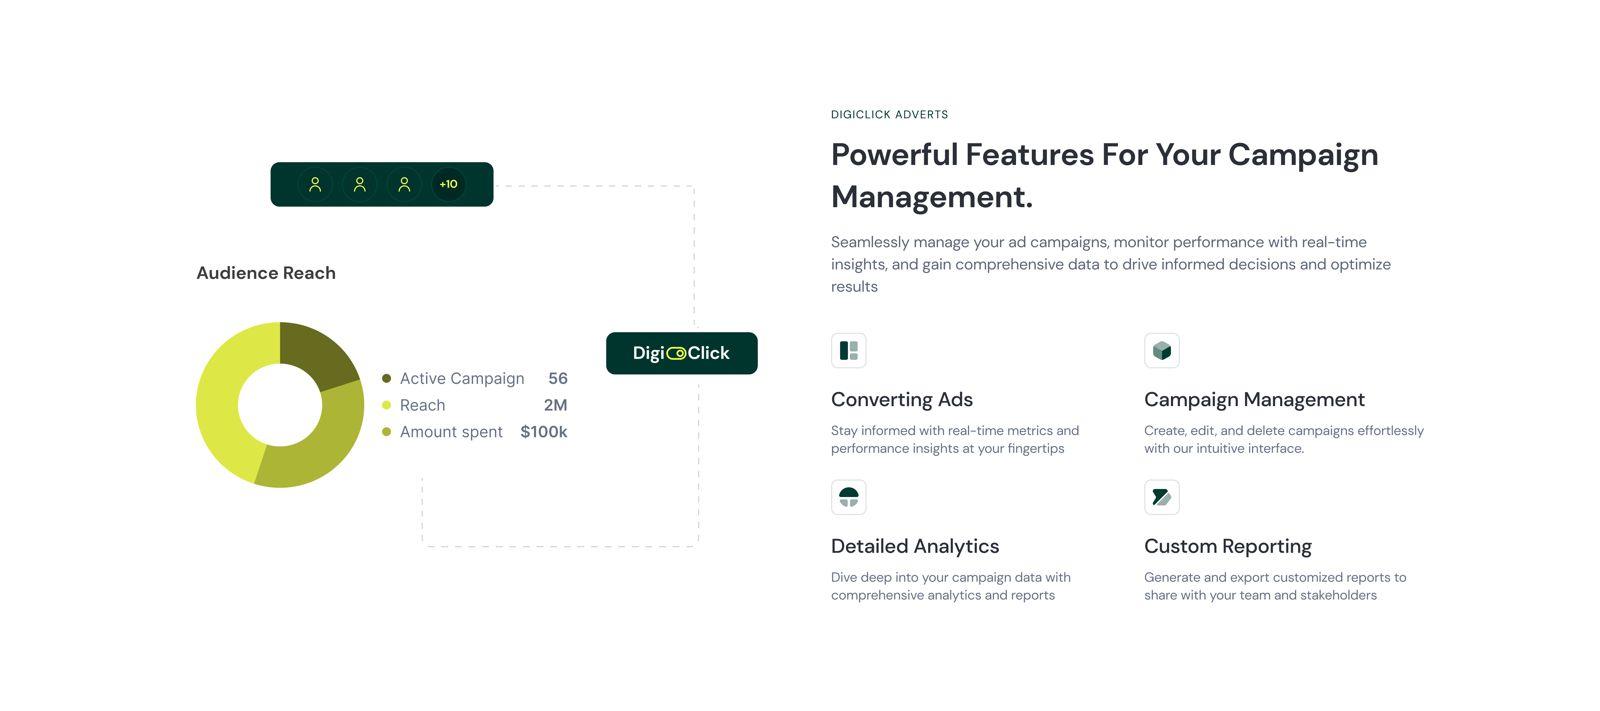 +10
Audience Reach
Active Campaign 56
Reach 2M
Amount spent $100k
Digi Click
DIGICLICK ADVERTS
Powerful Features For Your Campaign
Management.
Seamlessly manage your ad campaigns, monitor performance with real-time
insights, and gain comprehensive data to drive informed decisions and optimize
results
Converting Ads
Stay informed with real-time metrics and
performance insights at your fingertips
Campaign Management
Create, edit, and delete campaigns effortlessly
with our intuitive interface.
Detailed Analytics
Dive deep into your campaign data with
comprehensive analytics and reports
Custom Reporting
Generate and export customized reports to
share with your team and stakeholders